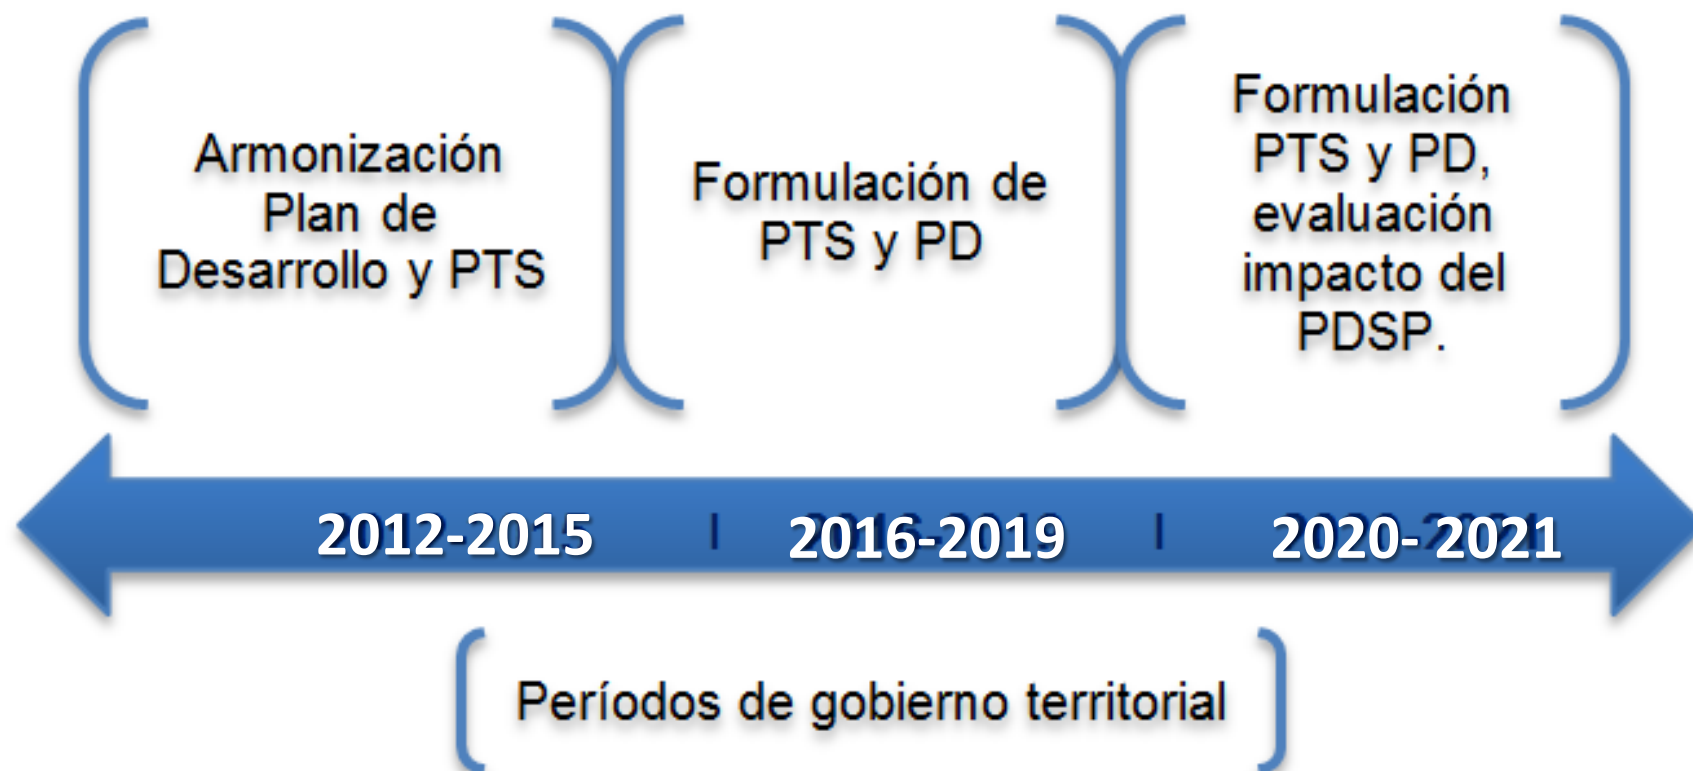 Armonización
Plan de
Desarrollo y PTS
Formulación de
PTS y PD
Formulación
PTS y PD,
evaluación
impacto del
PDSP.
2012-2015 | 2016-2019 | 2020- 2021
Períodos de gobierno territorial